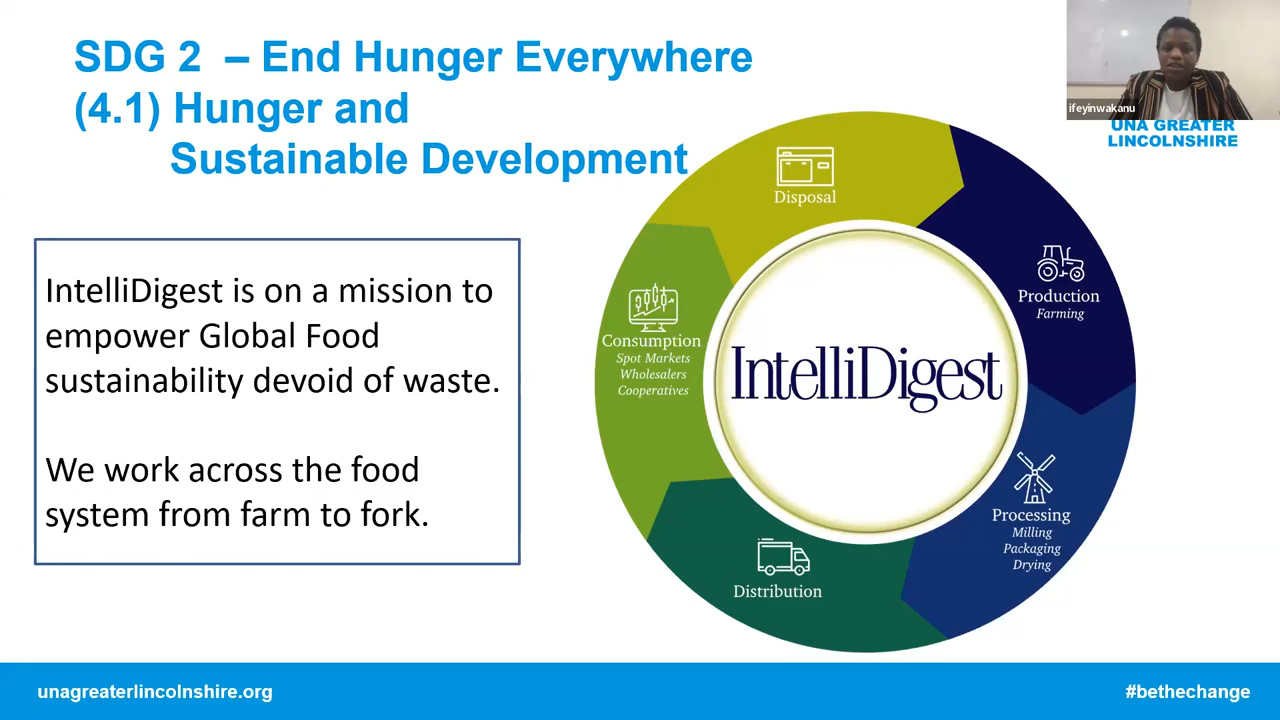 SDG 2 – End Hunger Everywhere
(4.1) Hunger and
Sustainable Development
ifeyinwakanu
UNA GREATER
LINCOLNSHIRE
IntelliDigest is on a mission to
empower Global Food
sustainability devoid of waste.
We work across the food
system from farm to fork.
Disposal
Production
Farming
Consumption
Spot Markets
Wholesalers
Cooperatives
IntelliDigest
Processing
Milling
Packaging
Drying
Distribution
unagreaterlincolnshire.org
#bethechange